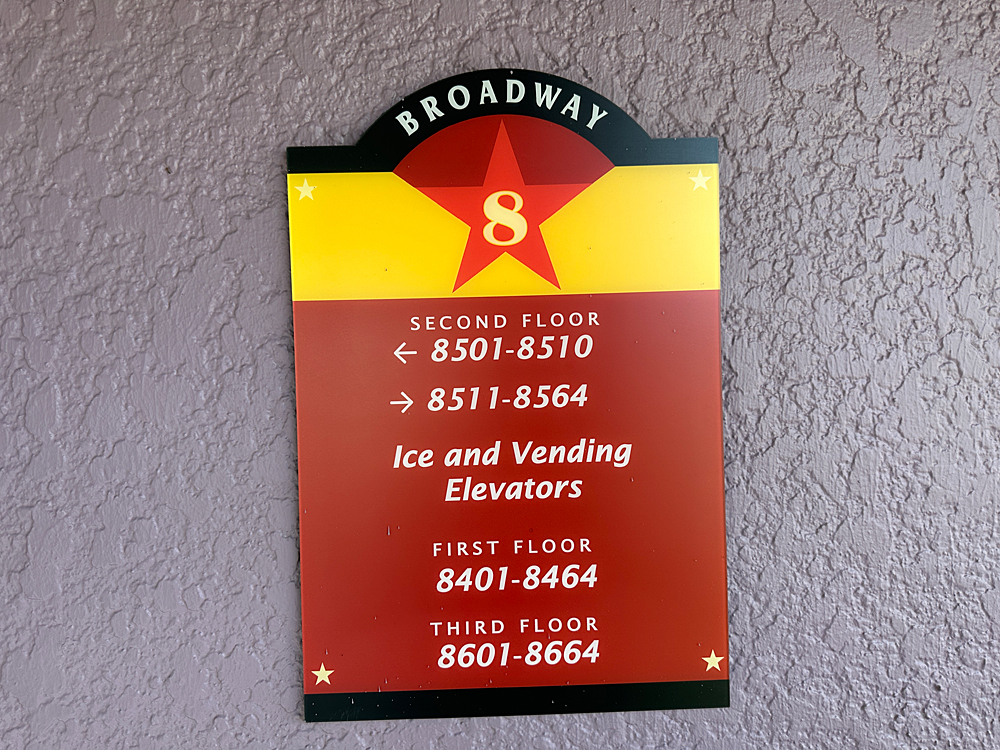 BROADWAY
8
SECOND FLOOR
← 8501-8510
→ 8511-8564
Ice and Vending
Elevators
FIRST FLOOR
8401-8464
THIRD FLOOR
8601-8664